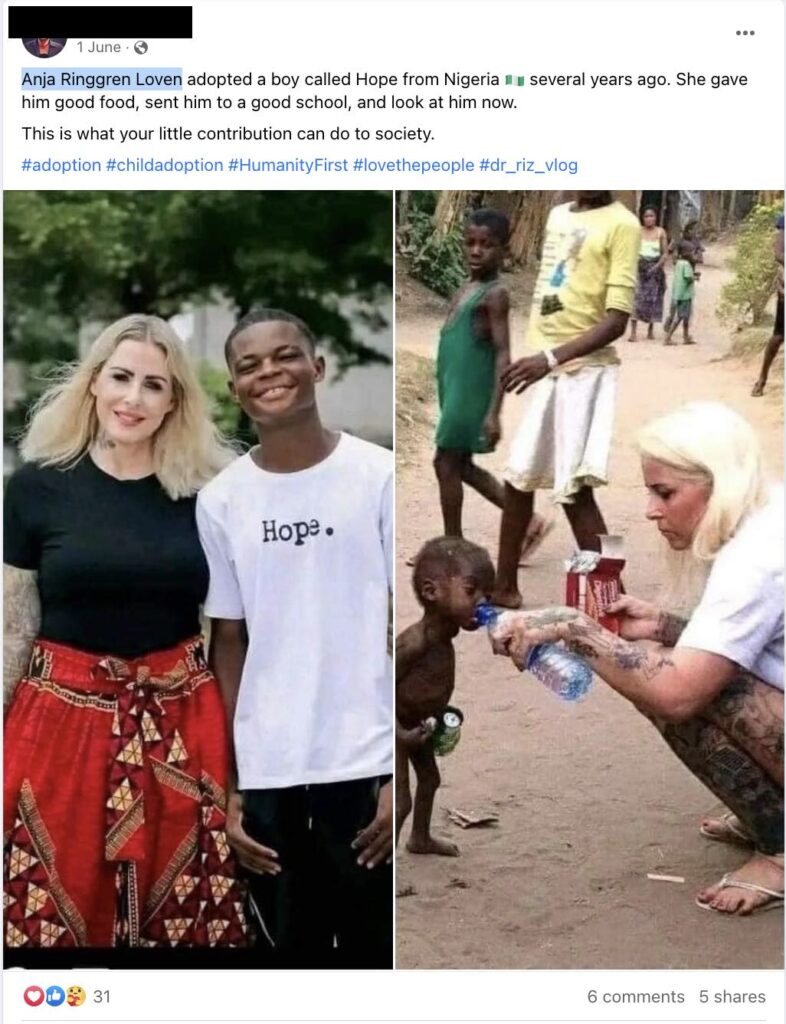 1 June ·
Anja Ringgren Loven adopted a boy called Hope from Nigeria 🇳🇬 several years ago. She gave
him good food, sent him to a good school, and look at him now.
This is what your little contribution can do to society.
#adoption #childadoption #HumanityFirst #lovethepeople #dr_riz_vlog
Hope.
31
6 comments 5 shares